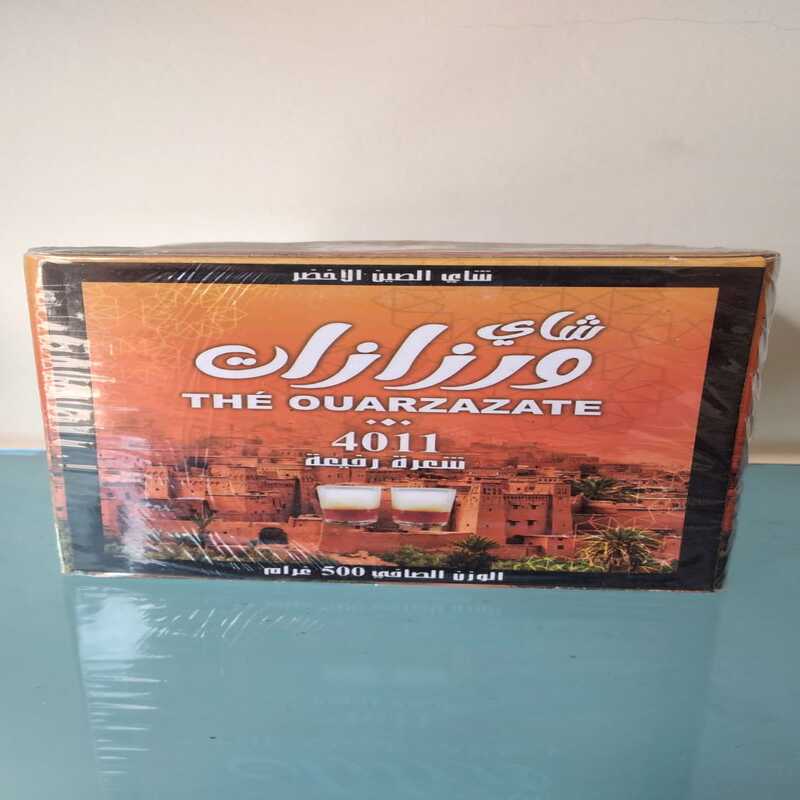 شاي الصين الأخضر
شاي
ورزازات
THÉ OUARZAZATE
4011
شعرة رفيعة
الوزن الصافي 500 غرام